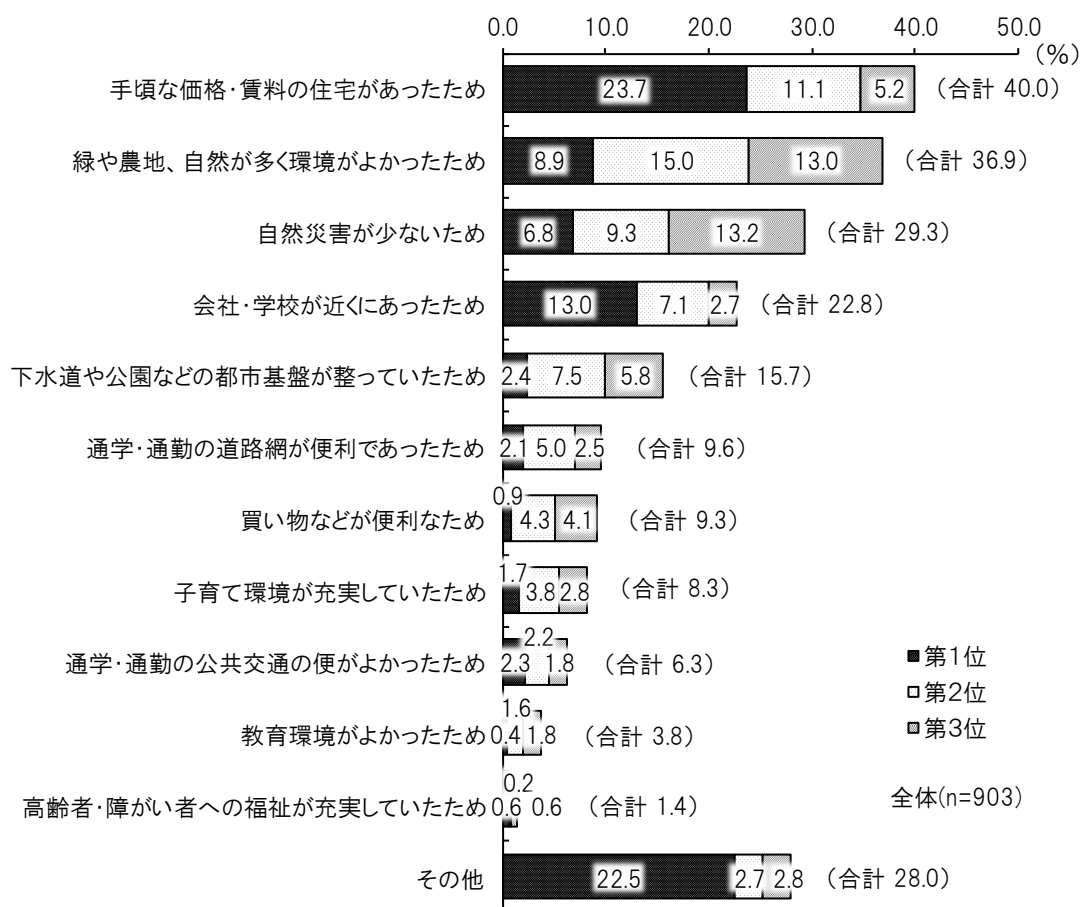 0.0 10.0 20.0 30.0 40.0 50.0
(%)
手頃な価格・賃料の住宅があったため 23.7 11.1 5.2 (合計 40.0)
緑や農地、自然が多く環境がよかったため 8.9 15.0 13.0 (合計 36.9)
自然災害が少ないため 6.8 9.3 13.2 (合計 29.3)
会社・学校が近くにあったため 13.0 7.1 2.7 (合計 22.8)
下水道や公園などの都市基盤が整っていたため 2.4 7.5 5.8 (合計 15.7)
通学・通勤の道路網が便利であったため 2.1 5.0 2.5 (合計 9.6)
買い物などが便利なため 0.9 4.3 4.1 (合計 9.3)
子育て環境が充実していたため 1.7 3.8 2.8 (合計 8.3)
通学・通勤の公共交通の便がよかったため 2.3 2.2 1.8 (合計 6.3)
教育環境がよかったため 0.4 1.6 1.8 (合計 3.8)
高齢者・障がい者への福祉が充実していたため 0.6 0.2 0.6 (合計 1.4)
その他 22.5 2.7 2.8 (合計 28.0)
第1位
第2位
第3位
全体(n=903)